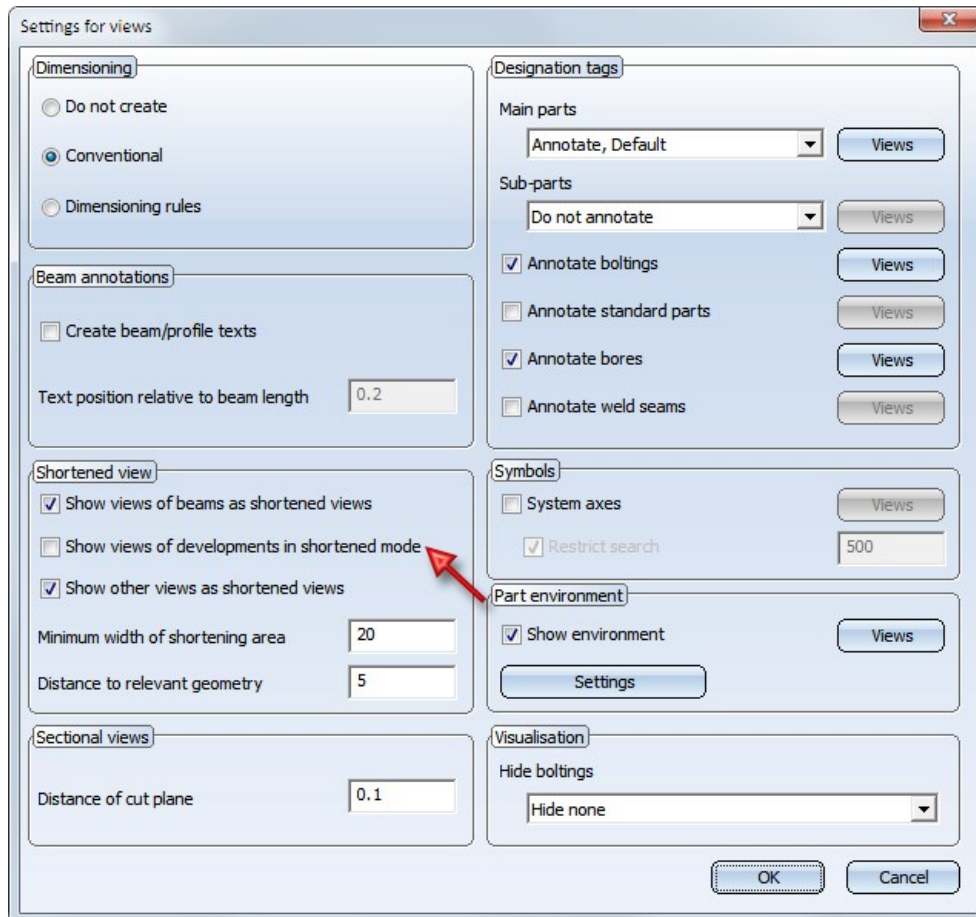 Settings for views
Dimensioning
Do not create
Conventional
Dimensioning rules
Beam annotations
Create beam/profile texts
Text position relative to beam length 0.2
Shortened view
Show views of beams as shortened views
Show views of developments in shortened mode
Show other views as shortened views
Minimum width of shortening area 20
Distance to relevant geometry 5
Sectional views
Distance of cut plane 0.1
Designation tags
Main parts
Annotate, Default Views
Sub-parts
Do not annotate Views
Annotate boltings Views
Annotate standard parts Views
Annotate bores Views
Annotate weld seams Views
Symbols
System axes Views
Restrict search 500
Part environment
Show environment Views
Settings
Visualisation
Hide boltings
Hide none
OK Cancel